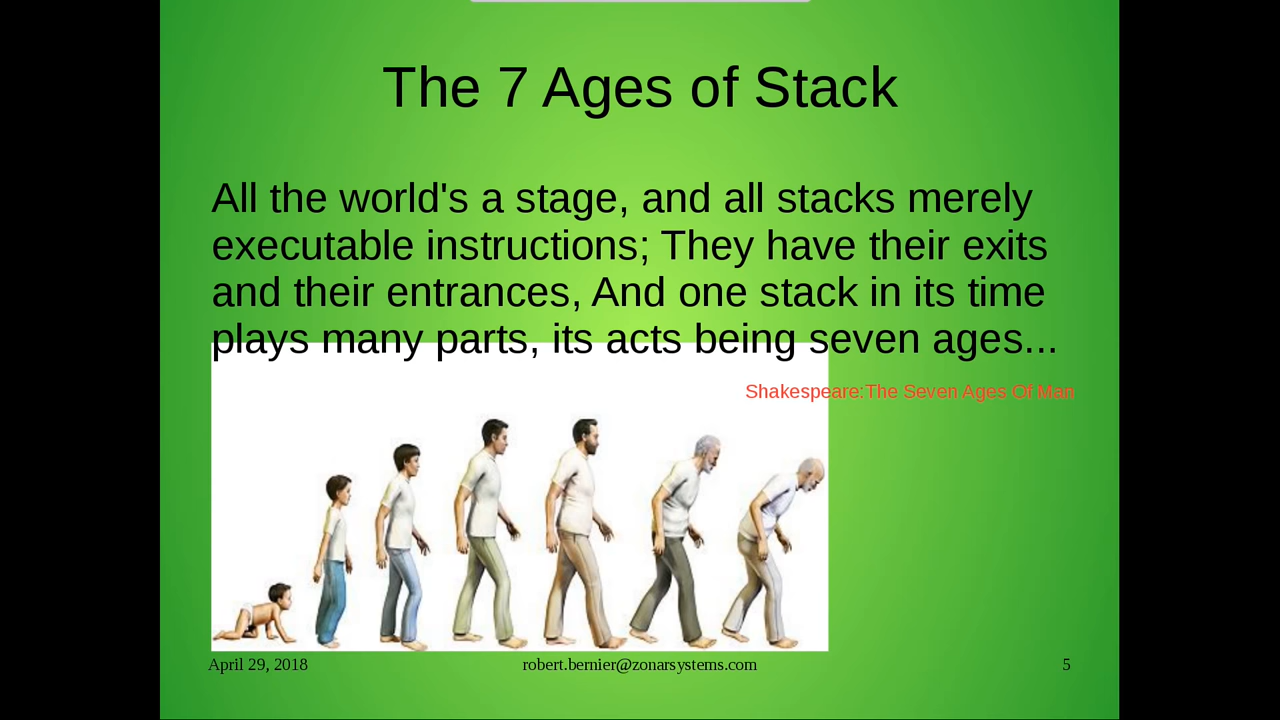 The 7 Ages of Stack
All the world's a stage, and all stacks merely
executable instructions; They have their exits
and their entrances, And one stack in its time
plays many parts, its acts being seven ages...
Shakespeare:The Seven Ages Of Man
April 29, 2018
robert.bernier@zonarsystems.com
5